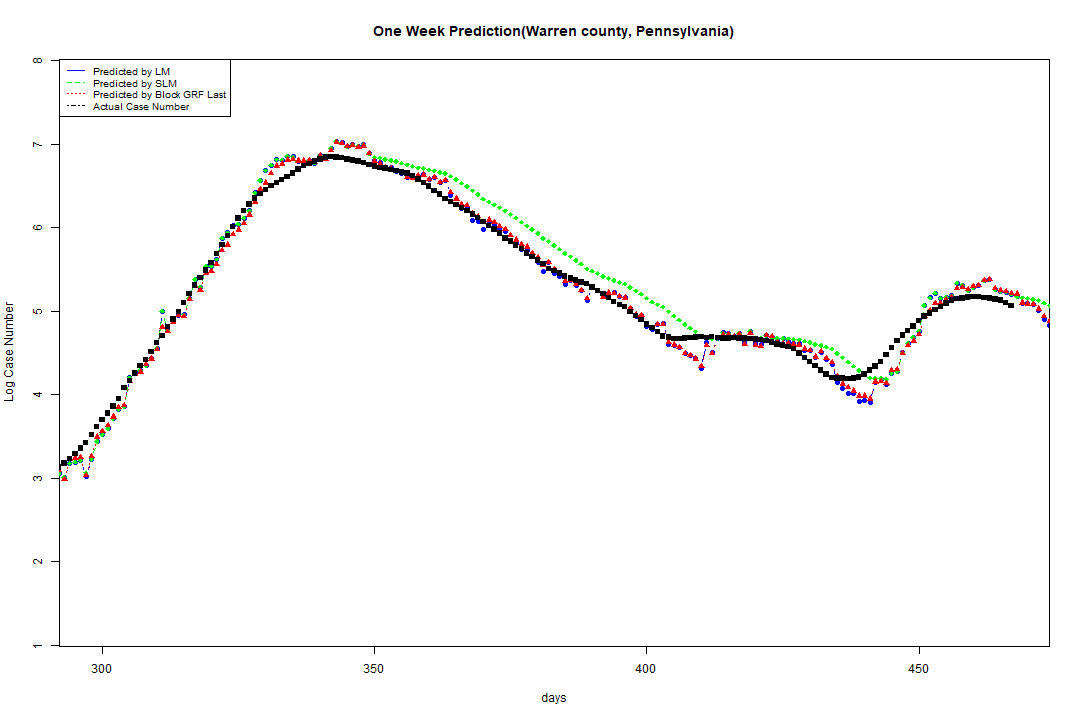 One Week Prediction(Warren county, Pennsylvania)
Predicted by LM
Predicted by SLM
Predicted by Block GRF Last
Actual Case Number
Log Case Number
8
7
6
5
4
3
2
1
300 350 400 450
days